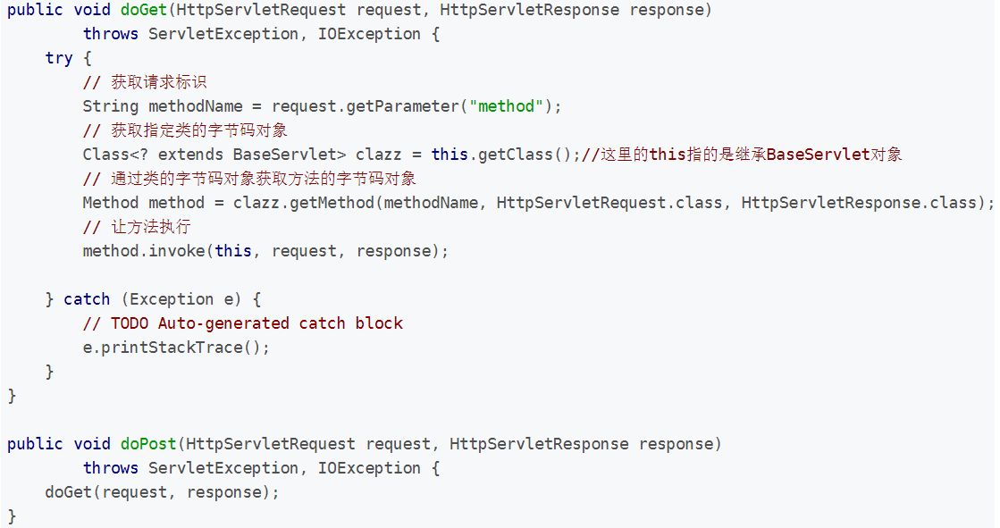 public void doGet(HttpServletRequest request, HttpServletResponse response)
        throws ServletException, IOException {
    try {
        // 获取请求标识
        String methodName = request.getParameter("method");
        // 获取指定类的字节码对象
        Class<? extends BaseServlet> clazz = this.getClass();//这里的this指的是继承BaseServlet对象
        // 通过类的字节码对象获取方法的字节码对象
        Method method = clazz.getMethod(methodName, HttpServletRequest.class, HttpServletResponse.class);
        // 让方法执行
        method.invoke(this, request, response);

    } catch (Exception e) {
        // TODO Auto-generated catch block
        e.printStackTrace();
    }
}

public void doPost(HttpServletRequest request, HttpServletResponse response)
        throws ServletException, IOException {
    doGet(request, response);
}